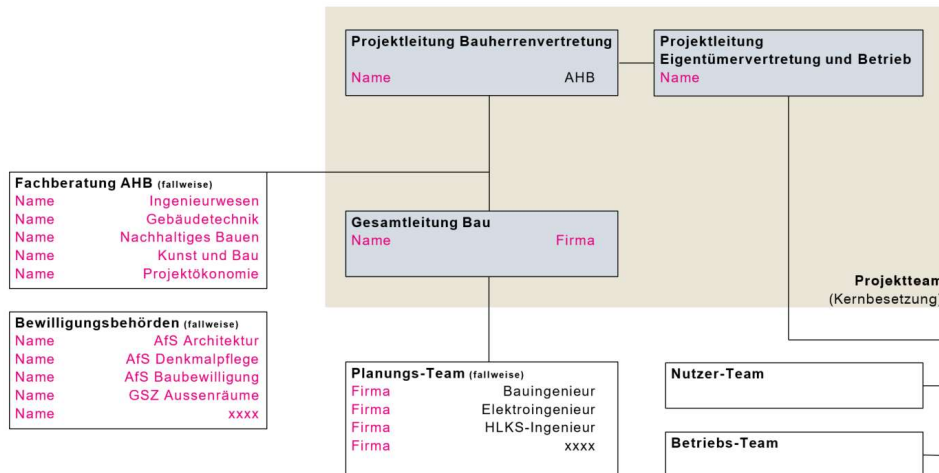 Projektleitung Bauherrenvertretung
Name AHB
Projektleitung
Eigentümervertretung und Betrieb
Name
Fachberatung AHB (fallweise)
Name Ingenieurwesen
Name Gebäudetechnik
Name Nachhaltiges Bauen
Name Kunst und Bau
Name Projektökonomie
Gesamtleitung Bau
Name Firma
Projektteam
(Kernbesetzung)
Bewilligungsbehörden (fallweise)
Name AfS Architektur
Name AfS Denkmalpflege
Name AfS Baubewilligung
Name GSZ Aussenräume
Name xxxx
Planungs-Team (fallweise)
Firma Bauingenieur
Firma Elektroingenieur
Firma HLKS-Ingenieur
Firma xxxx
Nutzer-Team
Betriebs-Team